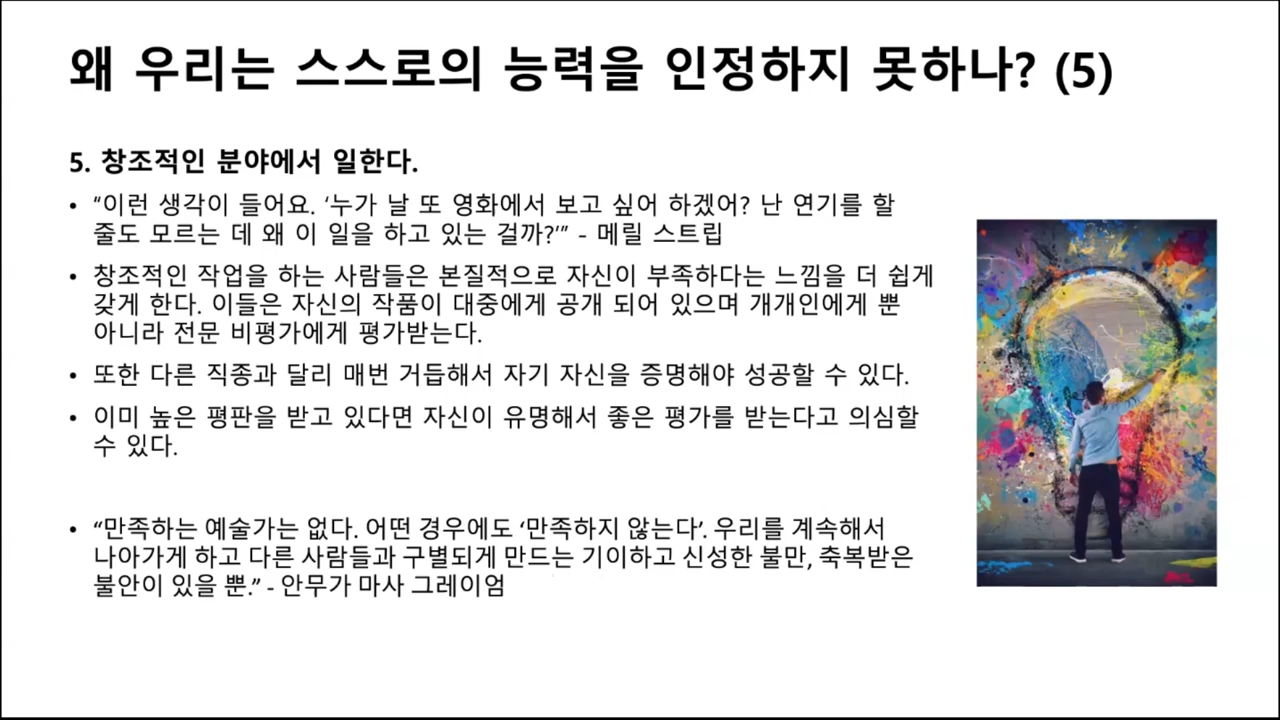 왜 우리는 스스로의 능력을 인정하지 못하나? (5)
5. 창조적인 분야에서 일한다.
• “이런 생각이 들어요. ‘누가 날 또 영화에서 보고 싶어 하겠어? 난 연기를 할
줄도 모르는 데 왜 이 일을 하고 있는 걸까?’” - 메릴 스트립
• 창조적인 작업을 하는 사람들은 본질적으로 자신이 부족하다는 느낌을 더 쉽게
갖게 한다. 이들은 자신의 작품이 대중에게 공개 되어 있으며 개개인에게 뿐
아니라 전문 비평가에게 평가받는다.
• 또한 다른 직종과 달리 매번 거듭해서 자기 자신을 증명해야 성공할 수 있다.
• 이미 높은 평판을 받고 있다면 자신이 유명해서 좋은 평가를 받는다고 의심할
수 있다.
• “만족하는 예술가는 없다. 어떤 경우에도 ‘만족하지 않는다’. 우리를 계속해서
나아가게 하고 다른 사람들과 구별되게 만드는 기이하고 신성한 불만, 축복받은
불안이 있을 뿐.” - 안무가 마사 그레이엄